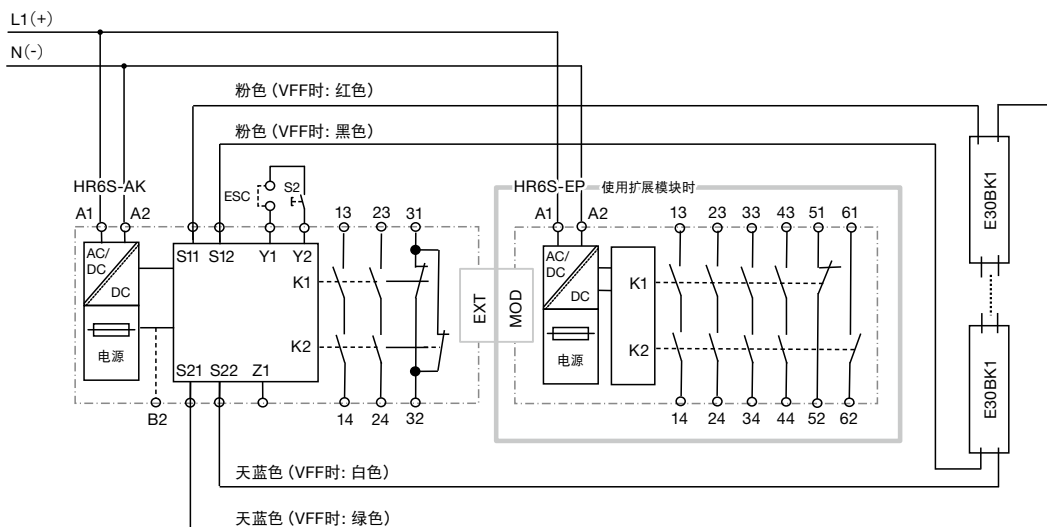 L1(+)
N(-)
粉色 (VFF时: 红色)
粉色 (VFF时: 黑色)
HR6S-AK
ESC
S2
HR6S-EP 使用扩展模块时
A1 A2 13 23 31
A1 A2 13 23 33 43 51 61
E30BK1
AC/
DC
DC
S11 S12 Y1 Y2
K1
K2
电源
S21 S22 Z1
EXT
MOD
AC/
DC
DC
K1
K2
电源
E30BK1
B2 14 24 32
14 24 34 44 52 62
天蓝色 (VFF时: 白色)
天蓝色 (VFF时: 绿色)